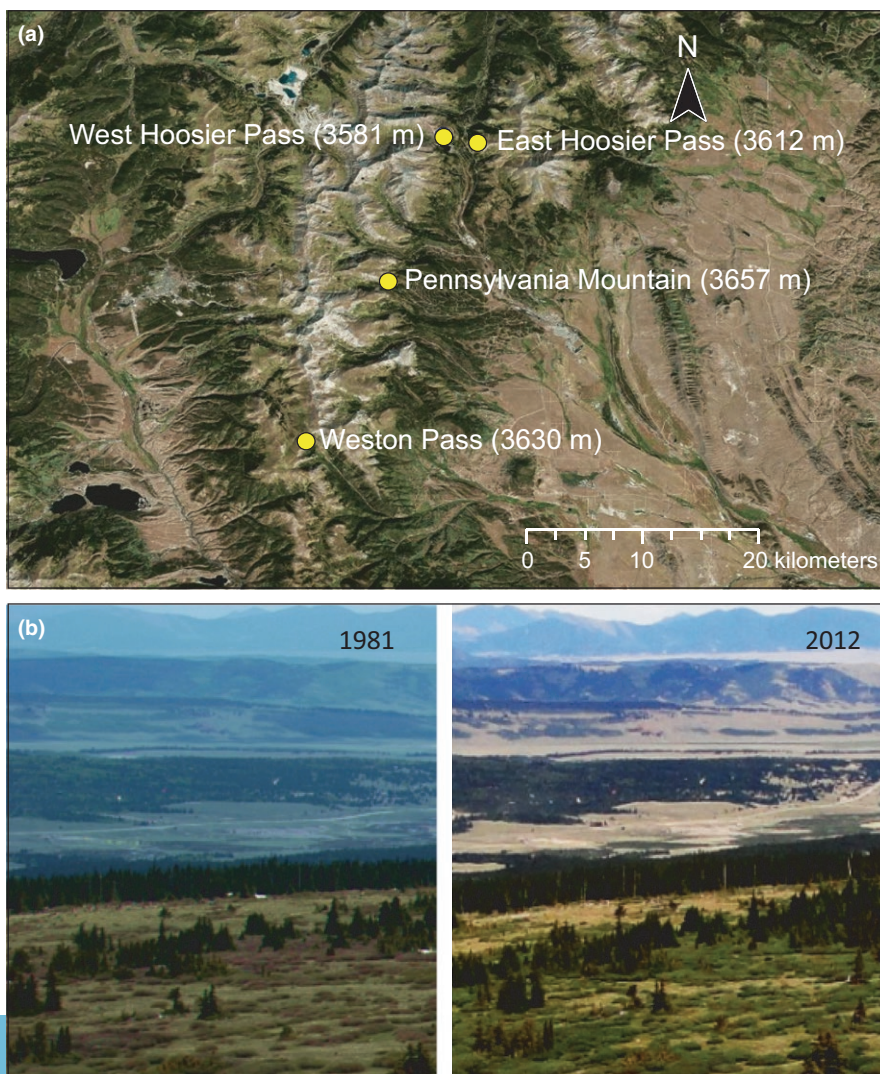 (a)
N
West Hoosier Pass (3581 m)
East Hoosier Pass (3612 m)
Pennsylvania Mountain (3657 m)
Weston Pass (3630 m)
0 5 10 20 kilometers
(b)
1981
2012